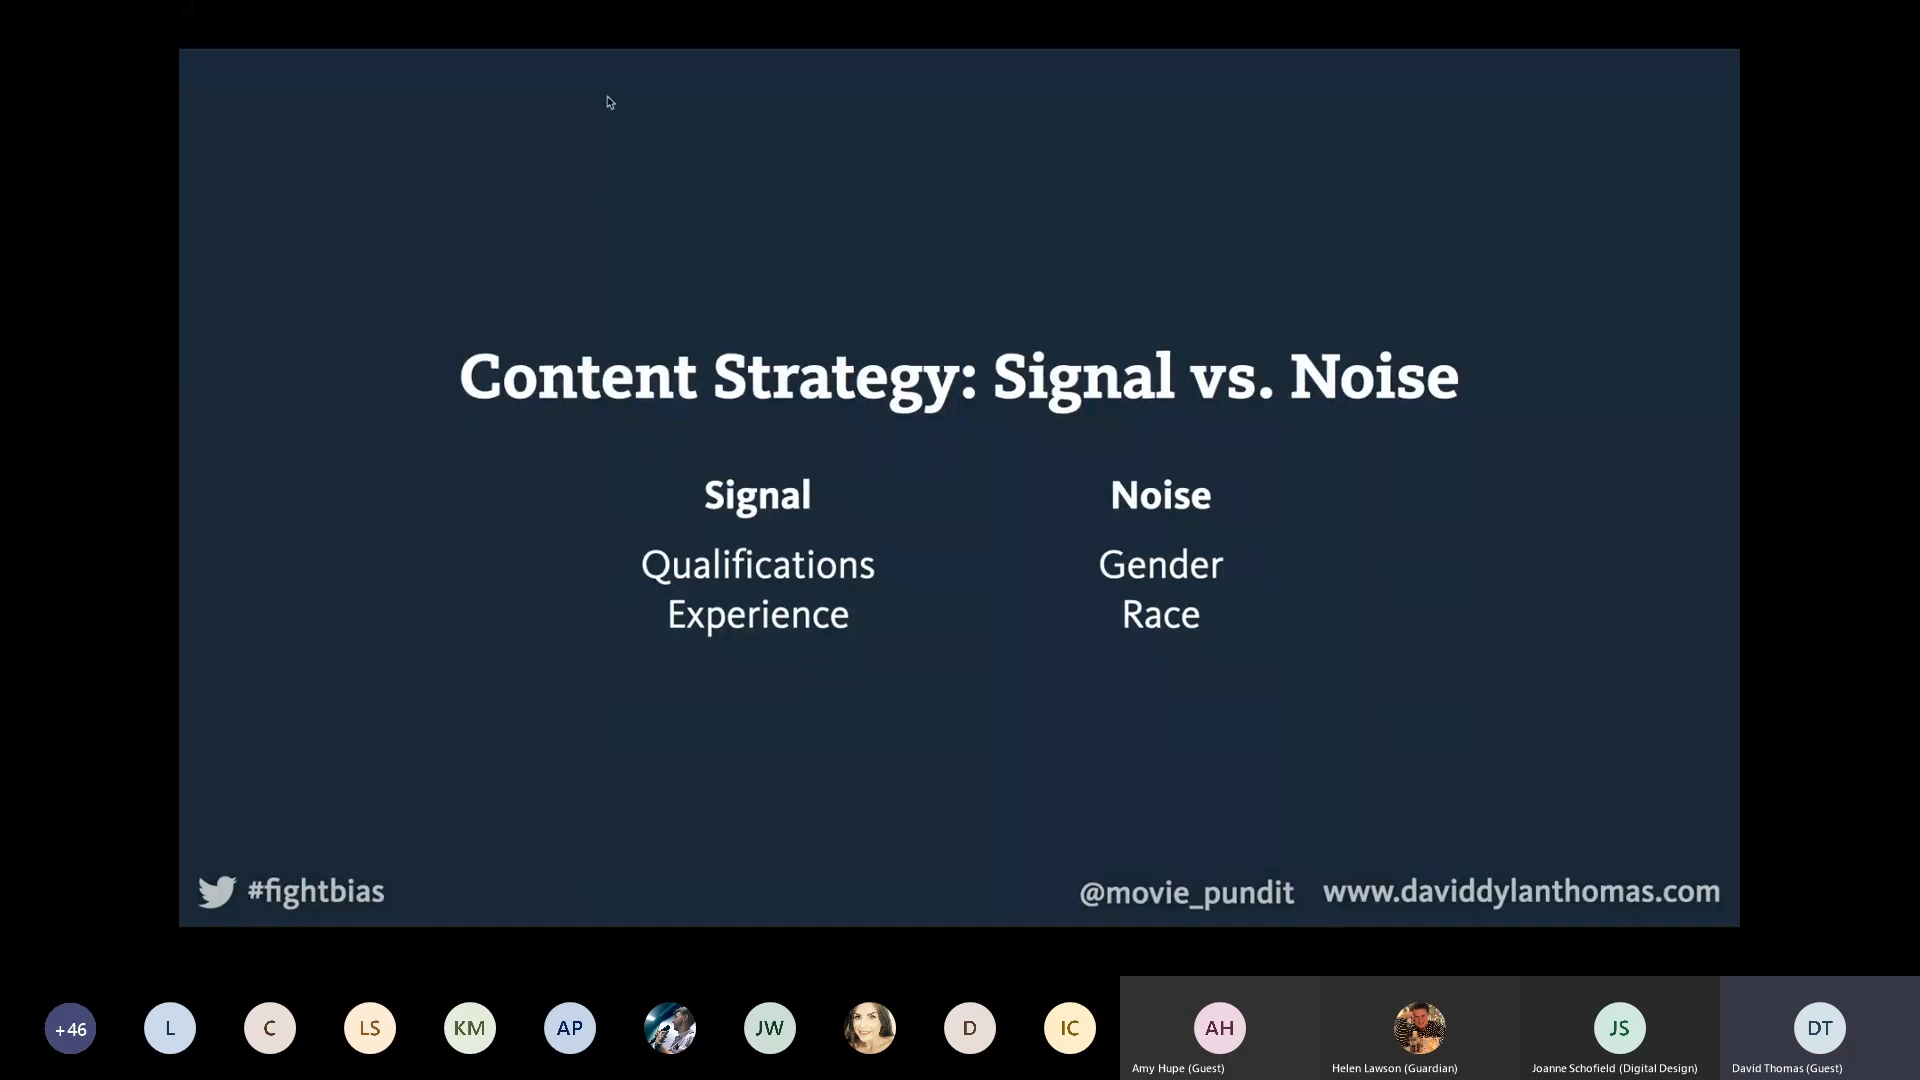 Content Strategy: Signal vs. Noise
Signal
Noise
Qualifications
Gender
Experience
Race
#fightbias
@movie_pundit
www.daviddylanthomas.com
+46
L
C
LS
KM
AP
JW
D
IC
AH
JS
DT
Amy Hupe (Guest)
Helen Lawson (Guardian)
Joanne Schofield (Digital Design)
David Thomas (Guest)